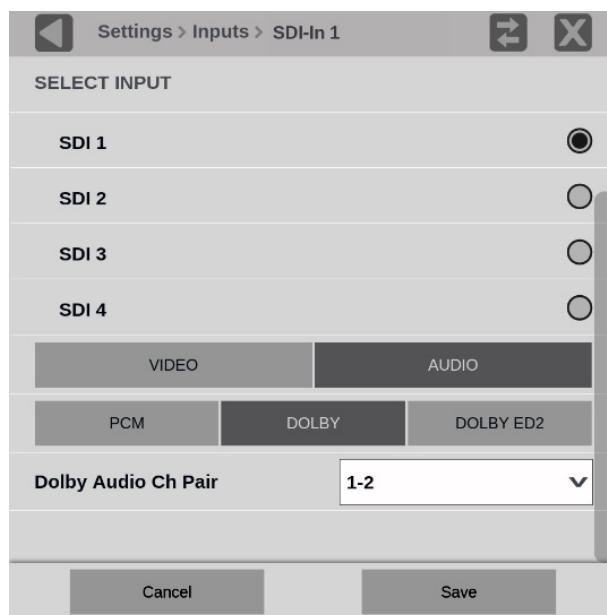 Settings > Inputs > SDI-In 1
SELECT INPUT
SDI 1
SDI 2
SDI 3
SDI 4
VIDEO AUDIO
PCM DOLBY DOLBY ED2
Dolby Audio Ch Pair 1-2
Cancel Save